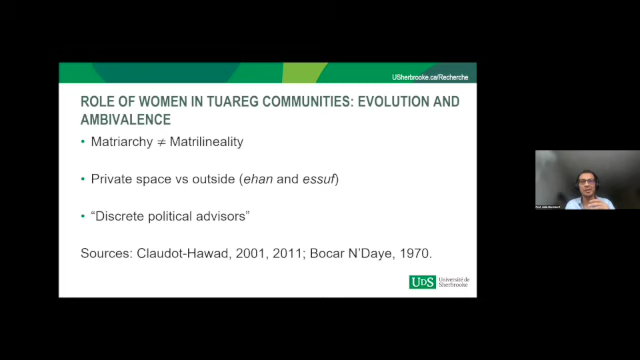 USherbrooke.ca/Recherche
ROLE OF WOMEN IN TUAREG COMMUNITIES: EVOLUTION AND
AMBIVALENCE
• Matriarchy ≠ Matrilineality
• Private space vs outside (ehan and essuf)
• “Discrete political advisors”
Sources: Claudot-Hawad, 2001, 2011; Bocar N’Daye, 1970.
UDS Université de
Sherbrooke